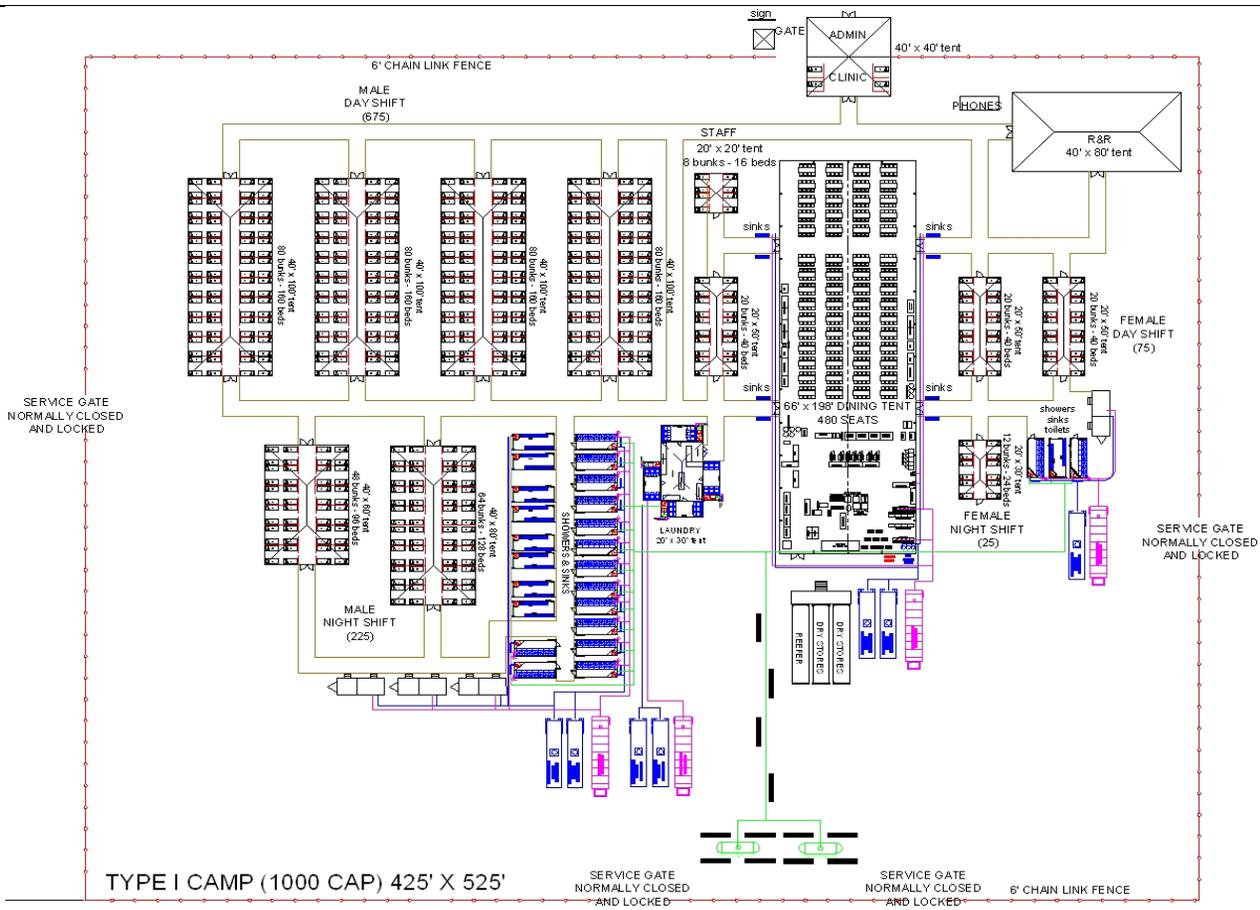 sign
GATE
ADMIN
CLINIC
40' x 40' tent
6' CHAIN LINK FENCE
MALE
DAY SHIFT
(675)
PHONES
R&R
40' x 80' tent
STAFF
20' x 20' tent
8 bunks - 16 beds
sinks
sinks
40' x 100' tent
80 bunks - 160 beds
40' x 100' tent
80 bunks - 160 beds
40' x 100' tent
80 bunks - 160 beds
40' x 100' tent
80 bunks - 160 beds
20' x 50' tent
20 bunks - 40 beds
20' x 50' tent
20 bunks - 40 beds
20' x 50' tent
20 bunks - 40 beds
FEMALE
DAY SHIFT
(75)
sinks
sinks
66' x 198' DINING TENT
480 SEATS
SERVICE GATE
NORMALLY CLOSED
AND LOCKED
showers
sinks
toilets
40' x 60' tent
48 bunks - 96 beds
40' x 80' tent
64 bunks - 128 beds
SHOWERS & SINKS
LAUNDRY
20' x 30' tent
20' x 30' tent
12 bunks - 24 beds
FEMALE
NIGHT SHIFT
(25)
SERVICE GATE
NORMALLY CLOSED
AND LOCKED
MALE
NIGHT SHIFT
(225)
REEFER
DRY STORES
DRY STORES
TYPE I CAMP (1000 CAP) 425' X 525'
SERVICE GATE
NORMALLY CLOSED
AND LOCKED
SERVICE GATE
NORMALLY CLOSED
AND LOCKED
6' CHAIN LINK FENCE